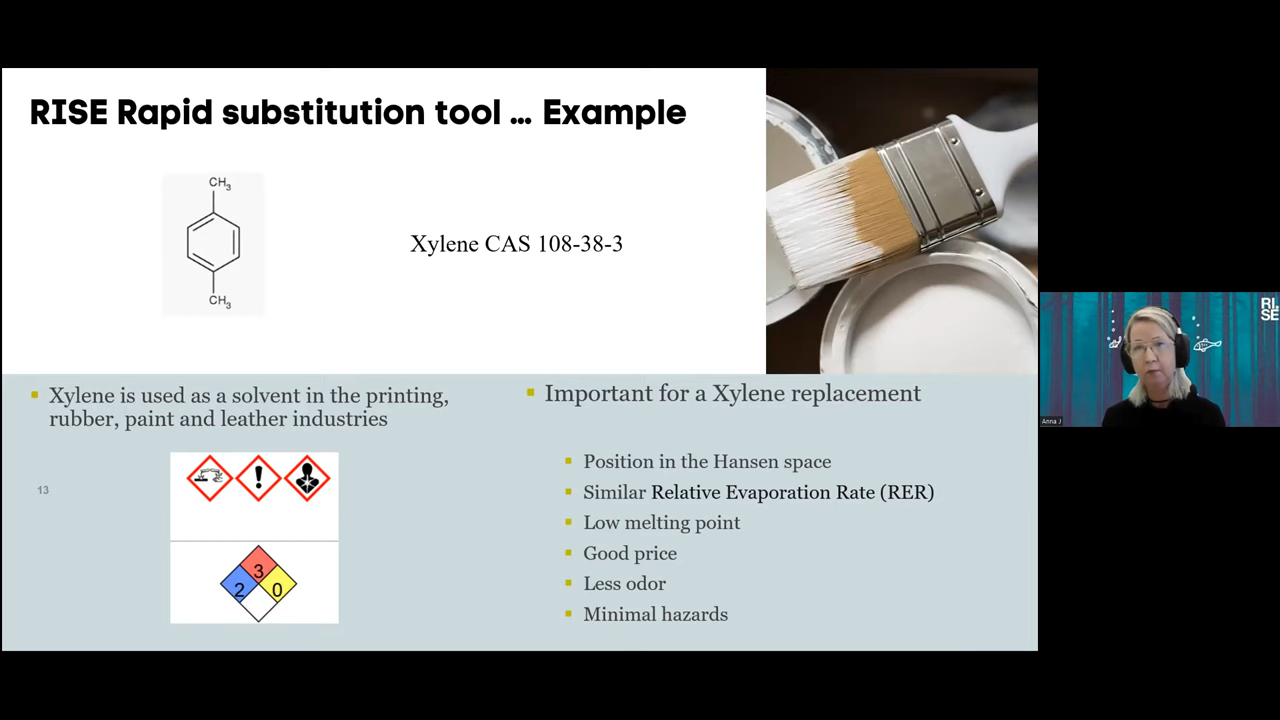 RISE Rapid substitution tool ... Example
CH3
CH3
Xylene CAS 108-38-3
Xylene is used as a solvent in the printing,
rubber, paint and leather industries
13
3
2
0
Important for a Xylene replacement
Position in the Hansen space
Similar Relative Evaporation Rate (RER)
Low melting point
Good price
Less odor
Minimal hazards
RI.
SE
Anna J